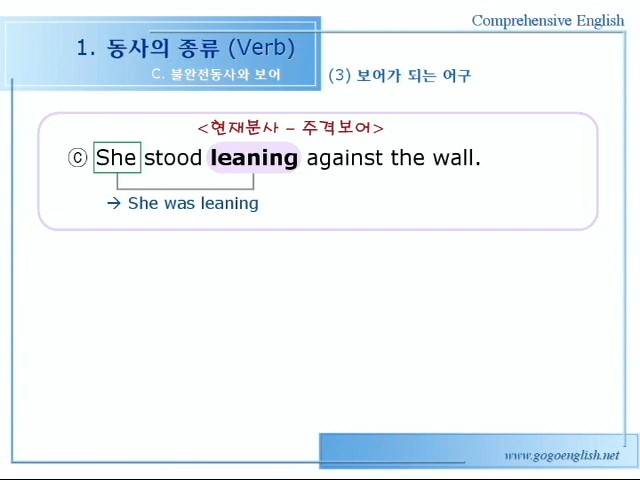 Comprehensive English
1. 동사의 종류 (Verb)
C. 불완전동사와 보어
(3) 보어가 되는 어구
<현재분사 – 주격보어>
ⓒ She stood leaning against the wall.
→ She was leaning
www.gogoenglish.net